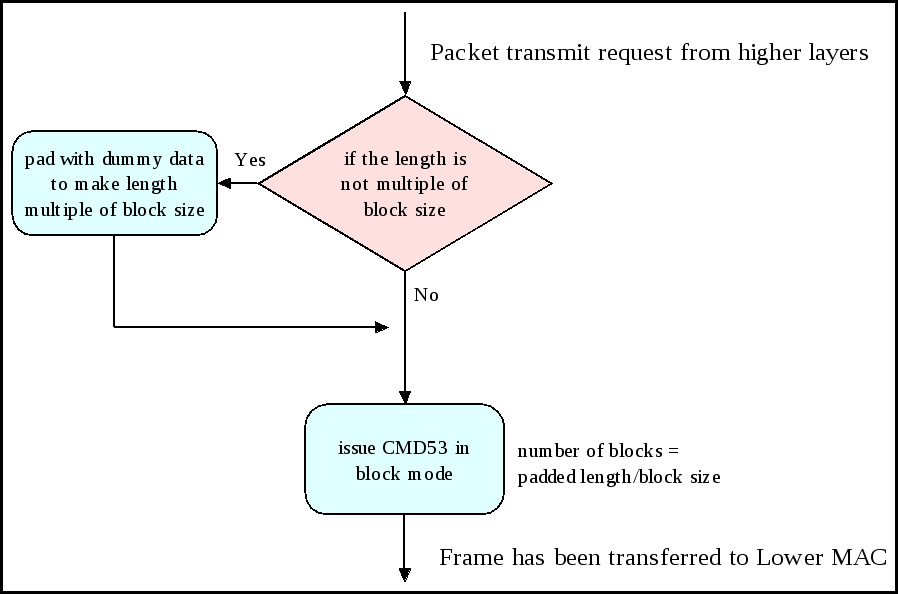 Packet transmit request from higher layers
pad with dummy data
to make length
multiple of block size
Yes
if the length is
not multiple of
block size
No
issue CMD53 in
block mode
number of blocks =
padded length/block size
Frame has been transferred to Lower MAC